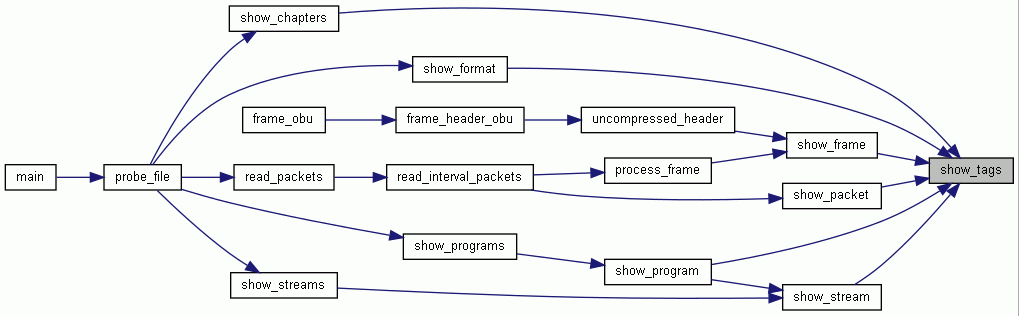 show_chapters
show_format
frame_obu
frame_header_obu
uncompressed_header
show_frame
main
probe_file
read_packets
read_interval_packets
process_frame
show_tags
show_packet
show_programs
show_program
show_streams
show_stream